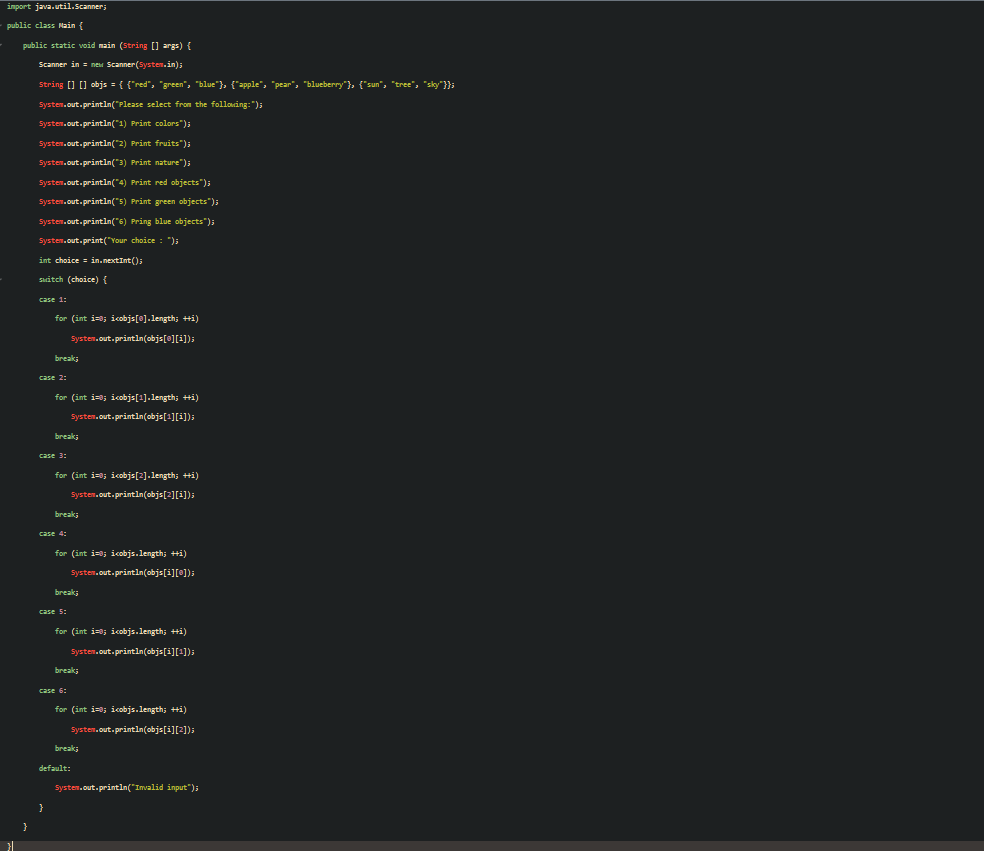 import java.util.Scanner;
public class Main {
public static void main (String [] args) {
Scanner in = new Scanner(System.in);
String [] [] objs = { {"red", "green", "blue"}, {"apple", "pear", "blueberry"}, {"sun", "tree", "sky"}};
System.out.println("Please select from the following:");
System.out.println("1) Print colors");
System.out.println("2) Print fruits");
System.out.println("3) Print nature");
System.out.println("4) Print red objects");
System.out.println("5) Print green objects");
System.out.println("6) Pring blue objects");
System.out.print("Your choice : ");
int choice = in.nextInt();
switch (choice) {
case 1:
for (int i=0; i<objs[0].length; ++i)
System.out.println(objs[0][i]);
break;
case 2:
for (int i=0; i<objs[1].length; ++i)
System.out.println(objs[1][i]);
break;
case 3:
for (int i=0; i<objs[2].length; ++i)
System.out.println(objs[2][i]);
break;
case 4:
for (int i=0; i<objs.length; ++i)
System.out.println(objs[i][0]);
break;
case 5:
for (int i=0; i<objs.length; ++i)
System.out.println(objs[i][1]);
break;
case 6:
for (int i=0; i<objs.length; ++i)
System.out.println(objs[i][2]);
break;
default:
System.out.println("Invalid input");
}
}
}